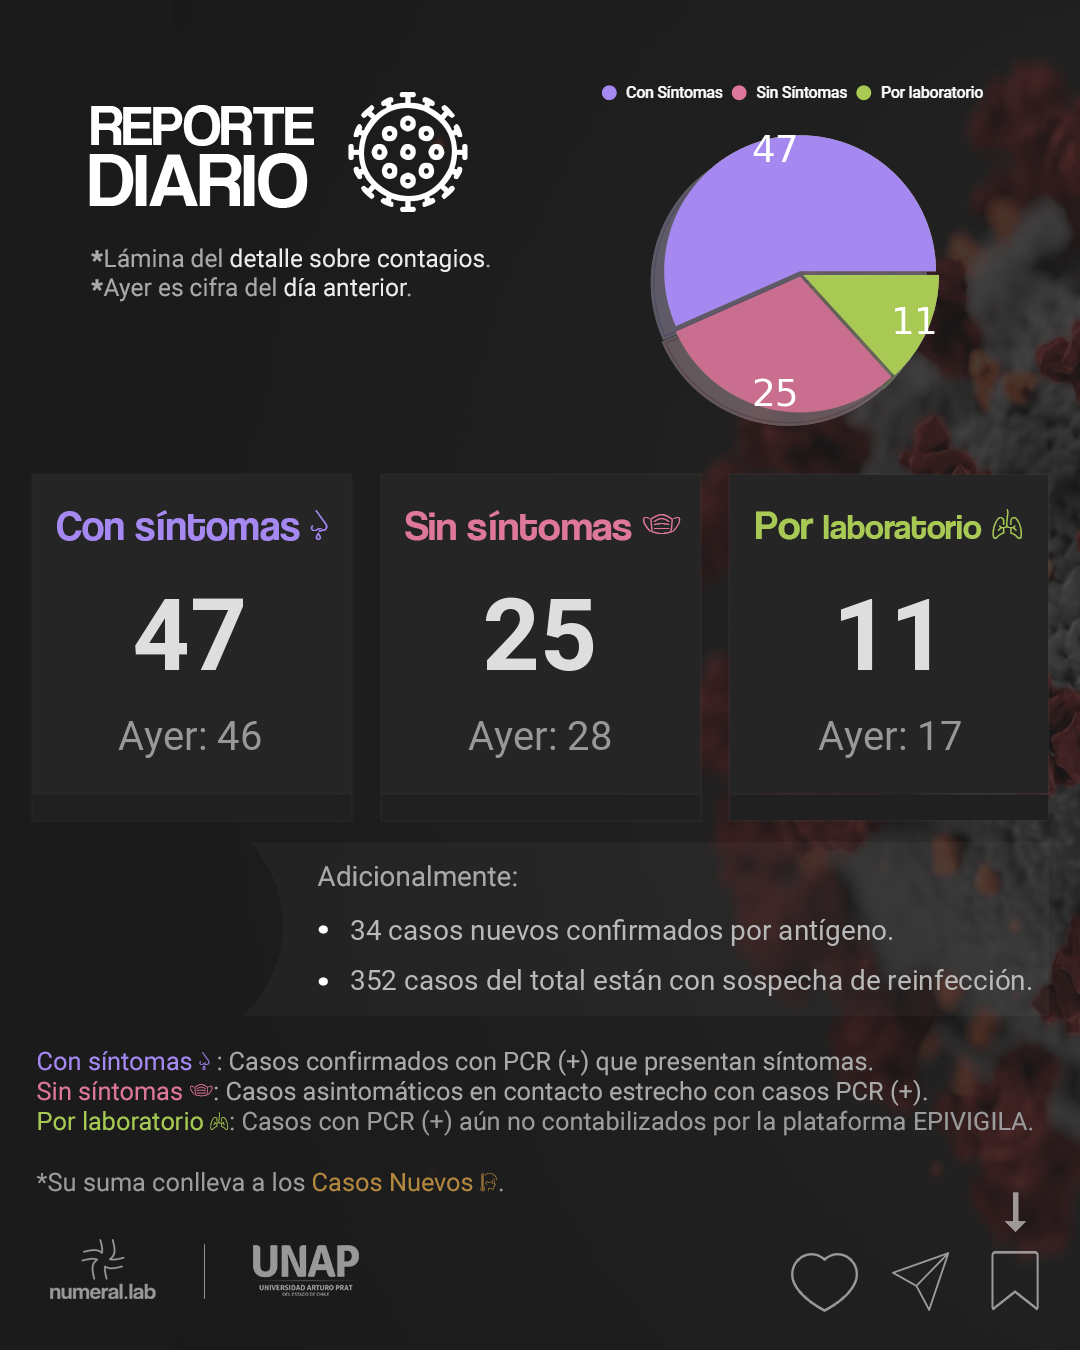 REPORTE
DIARIO
*Lámina del detalle sobre contagios.
*Ayer es cifra del día anterior.
Con Síntomas Sin Síntomas Por laboratorio
47
11
25
Con síntomas
47
Ayer: 46
Sin síntomas
25
Ayer: 28
Por laboratorio
11
Ayer: 17
Adicionalmente:
• 34 casos nuevos confirmados por antígeno.
• 352 casos del total están con sospecha de reinfección.
Con síntomas : Casos confirmados con PCR (+) que presentan síntomas.
Sin síntomas : Casos asintomáticos en contacto estrecho con casos PCR (+).
Por laboratorio : Casos con PCR (+) aún no contabilizados por la plataforma EPIVIGILA.
*Su suma conlleva a los Casos Nuevos .
numeral.lab
UNAP
UNIVERSIDAD ARTURO PRAT
DEL ESTADO DE CHILE